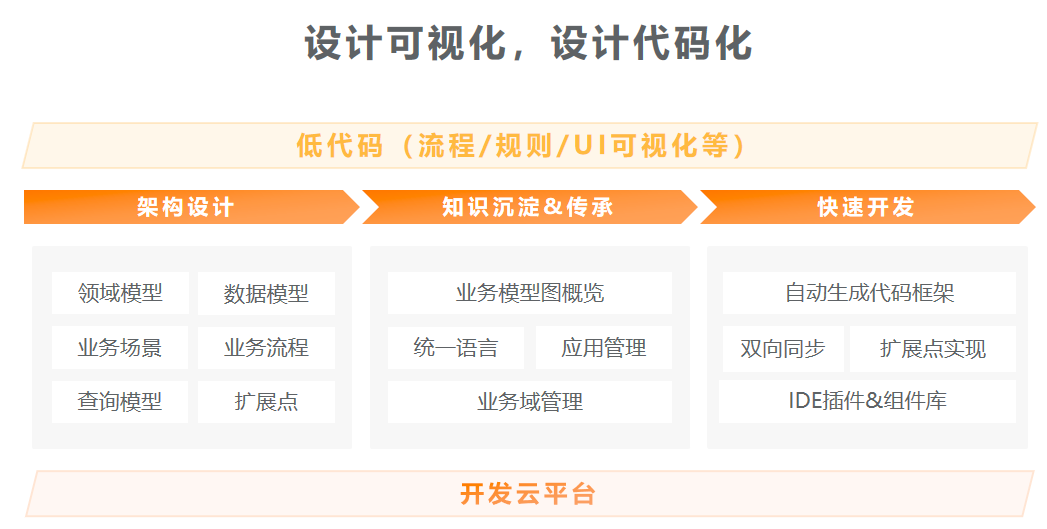 设计可视化，设计代码化
低代码（流程/规则/UI可视化等）
架构设计
知识沉淀&传承
快速开发
领域模型 数据模型
业务场景 业务流程
查询模型 扩展点
业务模型图概览
统一语言 应用管理
业务域管理
自动生成代码框架
双向同步 扩展点实现
IDE插件&组件库
开发云平台